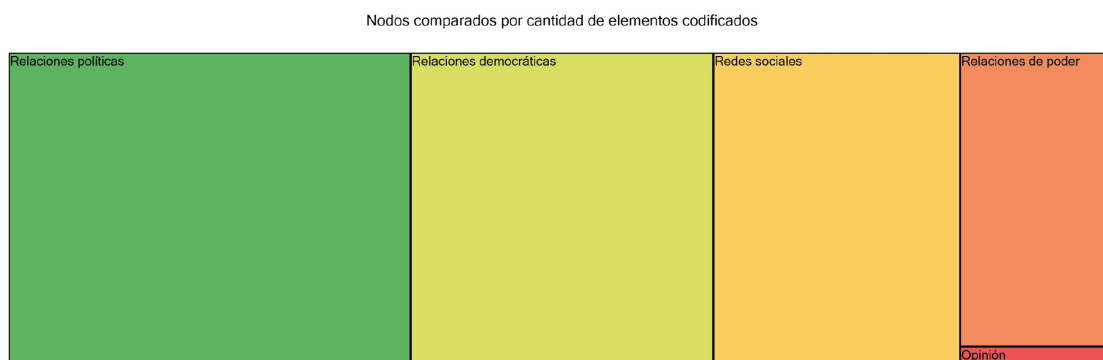 Nodos comparados por cantidad de elementos codificados
Relaciones políticas
Relaciones democráticas
Redes sociales
Relaciones de poder
Opinión